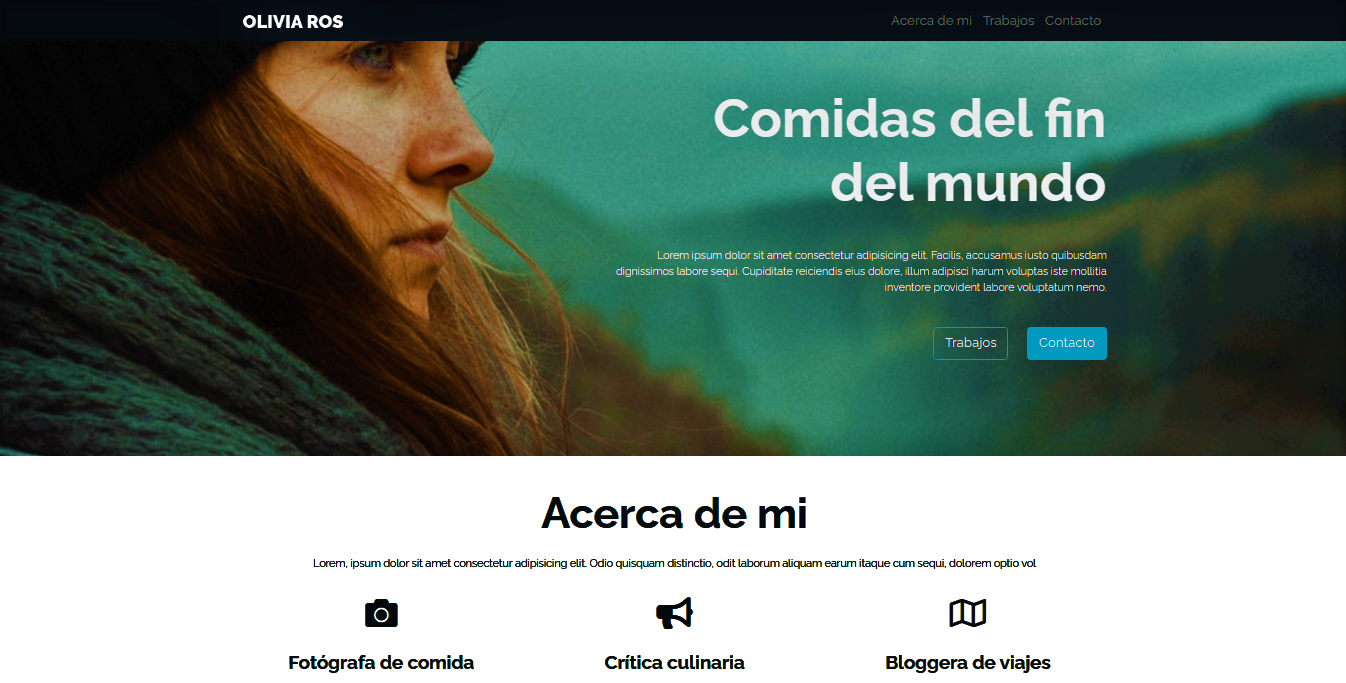 OLIVIA ROS
Acerca de mi Trabajos Contacto
Comidas del fin
del mundo
Lorem ipsum dolor sit amet consectetur adipisicing elit. Facilis, accusamus iusto quibusdam
dignissimos labore sequi. Cupiditate reiciendis eius dolore, illum adipisci harum voluptas iste mollitia
inventore provident labore voluptatum nemo.
Trabajos Contacto
Acerca de mi
Lorem, ipsum dolor sit amet consectetur adipisicing elit. Odio quisquam distinctio, odit laborum aliquam earum itaque cum sequi, dolorem optio vol
Fotógrafa de comida
Crítica culinaria
Bloggera de viajes